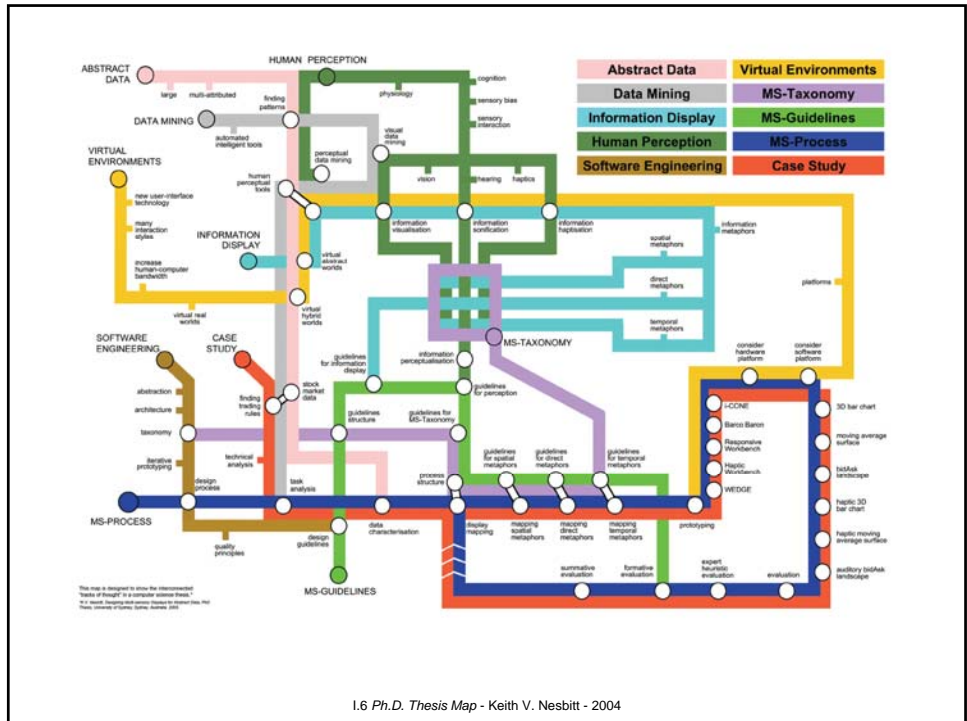 ABSTRACT
DATA
large
multi-attributed
HUMAN PERCEPTION
physiology
cognition
sensory bias
sensory
interaction
Abstract Data
Data Mining
Information Display
Human Perception
Software Engineering
Virtual Environments
MS-Taxonomy
MS-Guidelines
MS-Process
Case Study
DATA MINING
finding
patterns
automated
intelligent tools
visual
data
mining
perceptual
data mining
human
perceptual
tools
vision
hearing
haptics
VIRTUAL
ENVIRONMENTS
new user-interface
technology
many
interaction
styles
increase
human-computer
bandwidth
virtual real
worlds
INFORMATION
DISPLAY
virtual
abstract
worlds
virtual
hybrid
worlds
information
visualisation
information
sonification
information
haptisation
information
metaphors
spatial
metaphors
direct
metaphors
temporal
metaphors
platforms
MS-TAXONOMY
SOFTWARE
ENGINEERING
CASE
STUDY
abstraction
architecture
taxonomy
iterative
prototyping
design
process
quality
principles
finding
trading
rules
stock
market
data
technical
analysis
task
analysis
guidelines
for information
display
information
perceptualisation
guidelines
for perception
guidelines
structure
guidelines for
MS-Taxonomy
process
structure
guidelines
for spatial
metaphors
guidelines
for direct
metaphors
guidelines
for temporal
metaphors
consider
hardware
platform
consider
software
platform
i-CONE
Barco Baron
Responsive
Workbench
Haptic
Workbench
WEDGE
3D bar chart
moving average
surface
bidAsk
landscape
haptic 3D
bar chart
haptic moving
average surface
auditory bidAsk
landscape
MS-PROCESS
design
guidelines
data
characterisation
display
mapping
mapping
spatial
metaphors
mapping
direct
metaphors
mapping
temporal
metaphors
prototyping
MS-GUIDELINES
summative
evaluation
formative
evaluation
expert
heuristic
evaluation
evaluation
This map is designed to show the interconnected
"tracks of thought" in a computer science thesis.*
I.6 Ph.D. Thesis Map - Keith V. Nesbitt - 2004